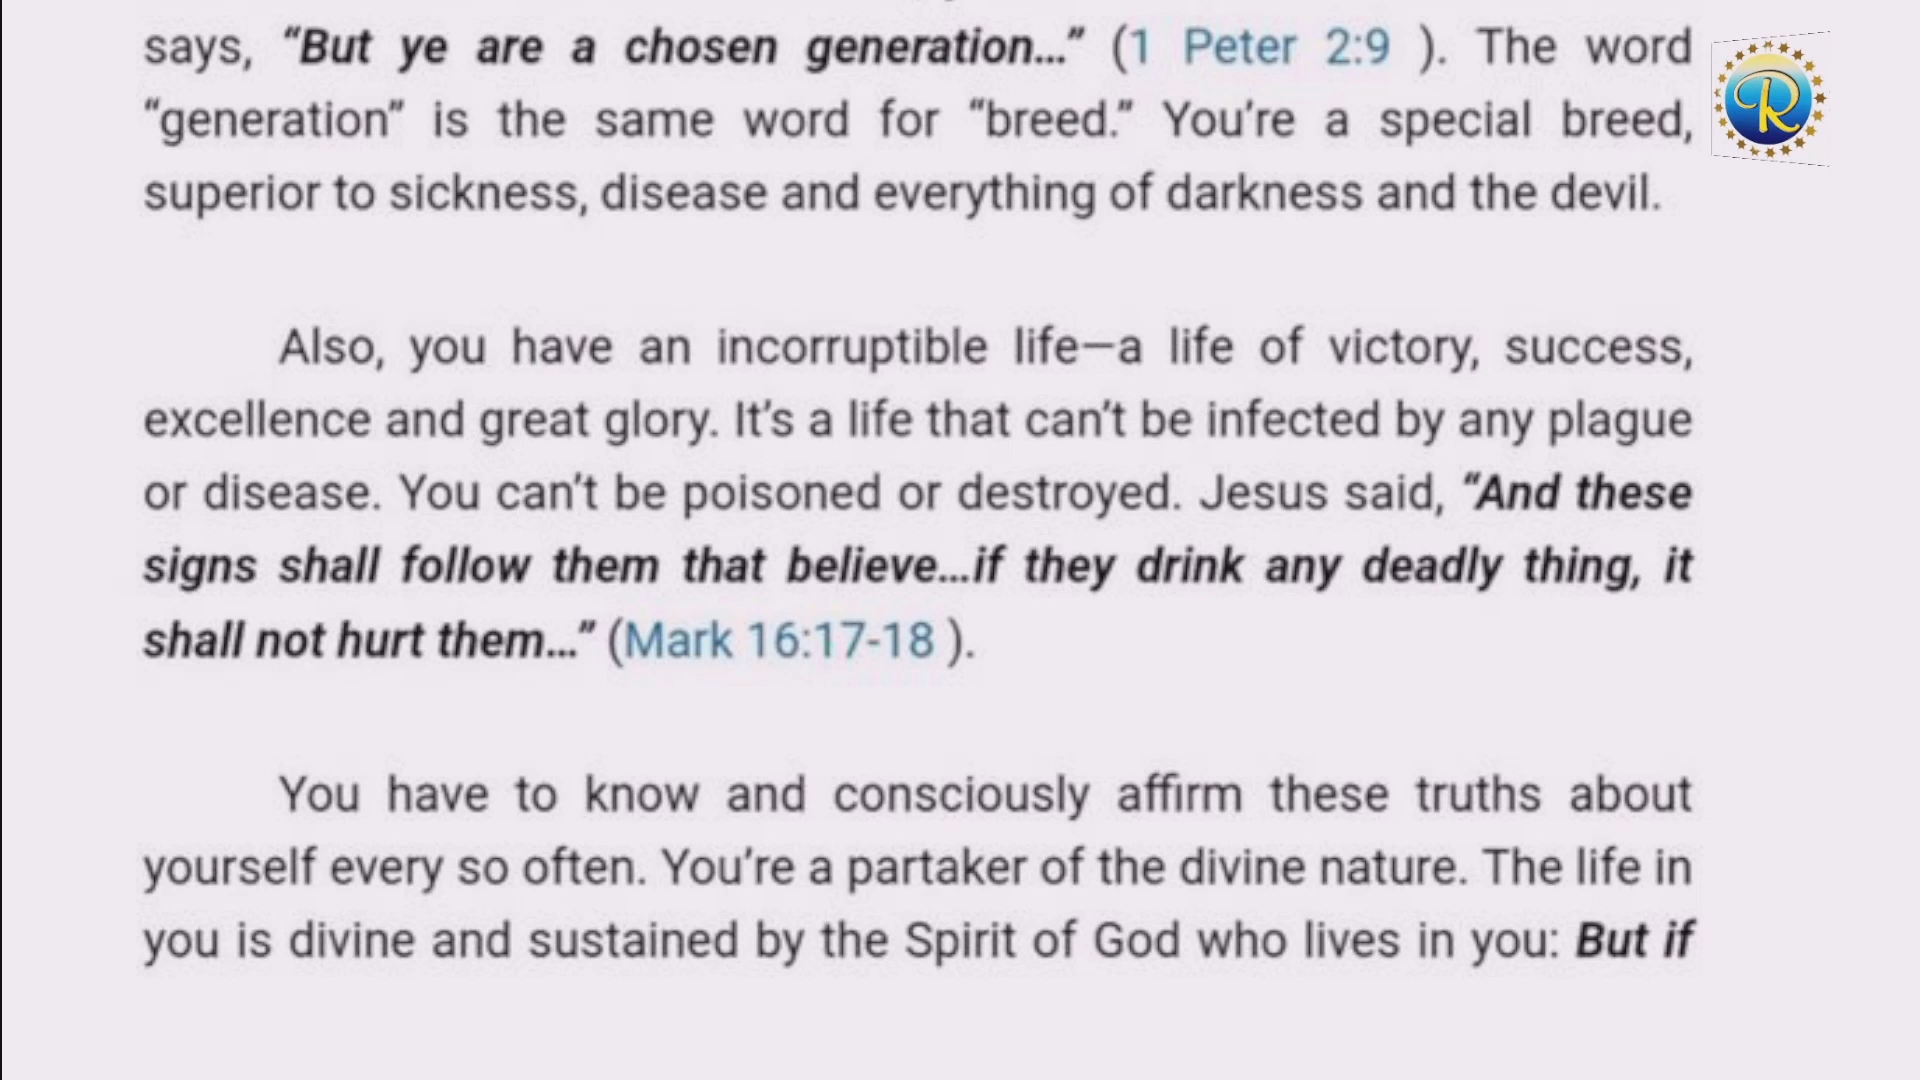 says, “But ye are a chosen generation…” (1 Peter 2:9 ). The word
“generation” is the same word for “breed.” You’re a special breed,
superior to sickness, disease and everything of darkness and the devil.
Also, you have an incorruptible life—a life of victory, success,
excellence and great glory. It’s a life that can’t be infected by any plague
or disease. You can’t be poisoned or destroyed. Jesus said, “And these
signs shall follow them that believe…if they drink any deadly thing, it
shall not hurt them…” (Mark 16:17-18 ).
You have to know and consciously affirm these truths about
yourself every so often. You’re a partaker of the divine nature. The life in
you is divine and sustained by the Spirit of God who lives in you: But if
R